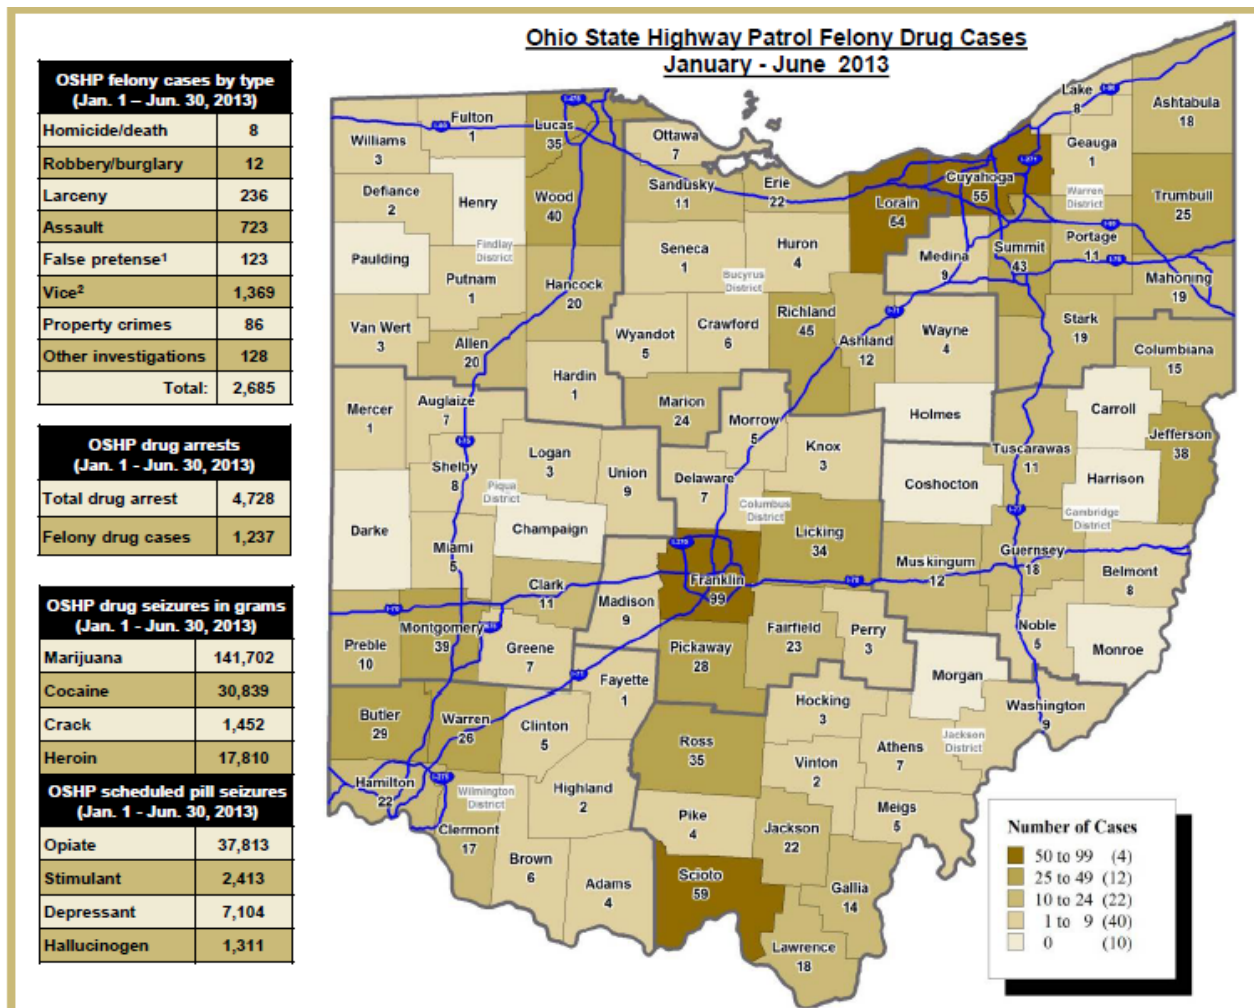 Ohio State Highway Patrol Felony Drug Cases
January - June 2013
OSHP felony cases by type
(Jan. 1 – Jun. 30, 2013)
Homicide/death 8
Robbery/burglary 12
Larceny 236
Assault 723
False pretense¹ 123
Vice² 1,369
Property crimes 86
Other investigations 128
Total: 2,685
OSHP drug arrests
(Jan. 1 - Jun. 30, 2013)
Total drug arrest 4,728
Felony drug cases 1,237
OSHP drug seizures in grams
(Jan. 1 - Jun. 30, 2013)
Marijuana 141,702
Cocaine 30,839
Crack 1,452
Heroin 17,810
OSHP scheduled pill seizures
(Jan. 1 - Jun. 30, 2013)
Opiate 37,813
Stimulant 2,413
Depressant 7,104
Hallucinogen 1,311
Williams
3
Fulton
1
Lucas
35
Ottawa
7
Lake
8
Ashtabula
18
Geauga
1
Defiance
2
Henry
Wood
40
Sandusky
11
Erie
22
Lorain
54
Cuyahoga
55
Warren
District
Trumbull
25
Paulding
Findlay
District
Putnam
1
Hancock
20
Seneca
1
Huron
4
Bucyrus
District
Medina
9
Summit
43
Portage
11
Mahoning
19
Van Wert
3
Allen
20
Hardin
1
Wyandot
5
Crawford
6
Richland
45
Ashland
12
Wayne
4
Stark
19
Columbiana
15
Mercer
1
Auglaize
7
Marion
24
Morrow
5
Holmes
Carroll
Jefferson
38
Shelby
8
Logan
3
Union
9
Delaware
7
Knox
3
Coshocton
Tuscarawas
11
Harrison
Piqua
District
Columbus
District
Cambridge
District
Darke
Miami
5
Champaign
Licking
34
Muskingum
12
Guernsey
18
Belmont
8
Clark
11
Madison
9
Franklin
99
Preble
10
Montgomery
39
Greene
7
Pickaway
28
Fairfield
23
Perry
3
Noble
5
Monroe
Morgan
Butler
29
Warren
26
Clinton
5
Fayette
1
Hocking
3
Washington
9
Ross
35
Athens
7
Jackson
District
Vinton
2
Hamilton
22
Wilmington
District
Highland
2
Clermont
17
Pike
4
Jackson
22
Meigs
5
Brown
6
Adams
4
Scioto
59
Gallia
14
Lawrence
18
I-71
I-75
I-71
I-77
I-270
I-70
I-275
I-271
Number of Cases
50 to 99 (4)
25 to 49 (12)
10 to 24 (22)
1 to 9 (40)
0 (10)